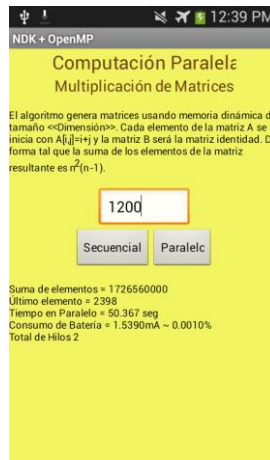 12:39 PM
NDK + OpenMP
Computación Paralela
Multiplicación de Matrices
El algoritmo genera matrices usando memoria dinámica d
tamaño <<Dimensión>>. Cada elemento de la matriz A se
inicia con A[i,j]=i+j y la matriz B será la matriz identidad. D
forma tal que la suma de los elementos de la matriz
resultante es n²(n-1).
1200
Secuencial Paralelo
Suma de elementos = 1726560000
Último elemento = 2398
Tiempo en Paralelo = 50.367 seg
Consumo de Batería = 1.5390mA ~ 0.0010%
Total de Hilos 2